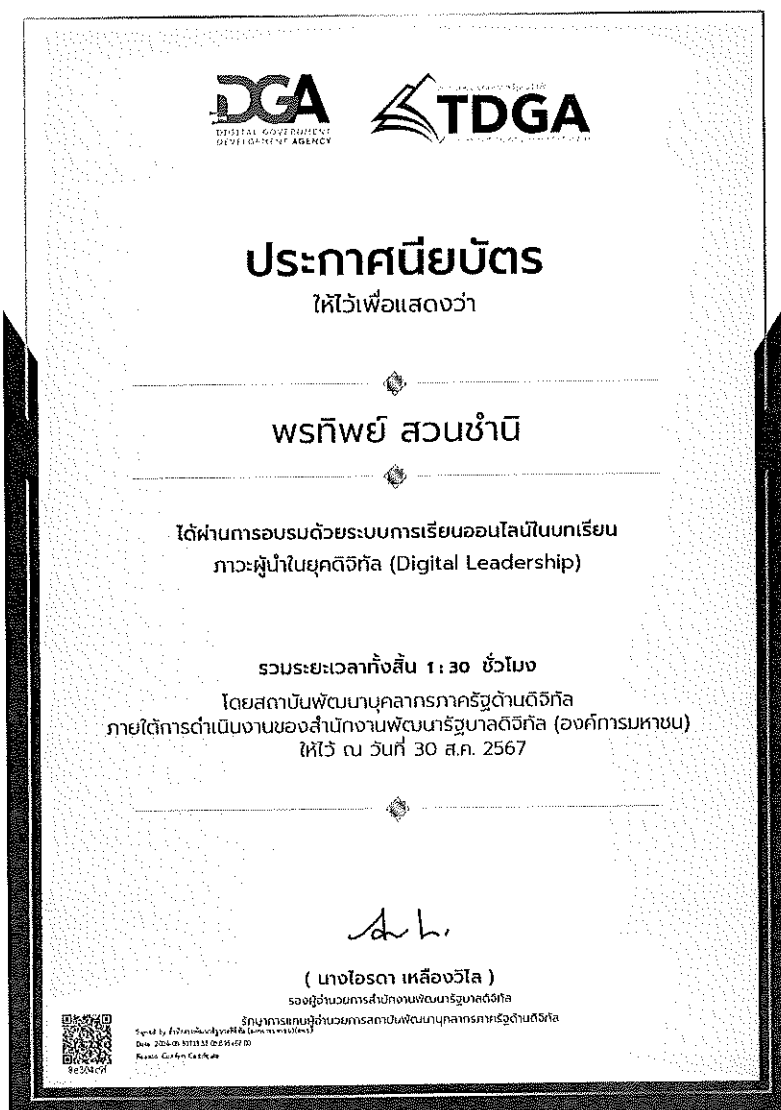 DGA
DIGITAL GOVERNMENT
DEVELOPMENT AGENCY
TDGA
ประกาศนียบัตร
ให้ไว้เพื่อแสดงว่า
พรทิพย์ สวนชำนิ
ได้ผ่านการอบรมด้วยระบบการเรียนออนไลน์ในบทเรียน
ภาวะผู้นำในยุคดิจิทัล (Digital Leadership)
รวมระยะเวลาทั้งสิ้น 1 : 30 ชั่วโมง
โดยสถาบันพัฒนาบุคลากรภาครัฐด้านดิจิทัล
ภายใต้การดำเนินงานของสำนักงานพัฒนารัฐบาลดิจิทัล (องค์การมหาชน)
ให้ไว้ ณ วันที่ 30 ส.ค. 2567
( นางไอรดา เหลืองวิไล )
รองผู้อำนวยการสำนักงานพัฒนารัฐบาลดิจิทัล
รักษาการแทนผู้อำนวยการสถาบันพัฒนาบุคลากรภาครัฐด้านดิจิทัล
Signed by
Date